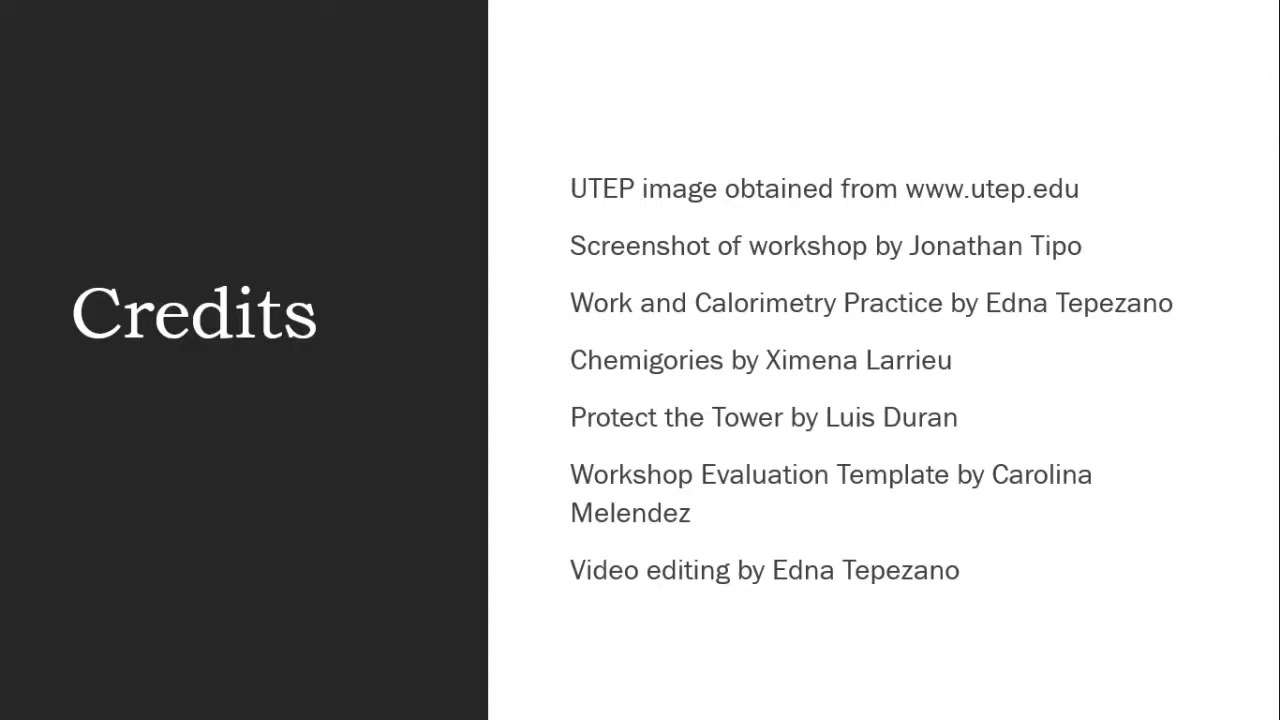 Credits
UTEP image obtained from www.utep.edu
Screenshot of workshop by Jonathan Tipo
Work and Calorimetry Practice by Edna Tepezano
Chemigories by Ximena Larrieu
Protect the Tower by Luis Duran
Workshop Evaluation Template by Carolina
Melendez
Video editing by Edna Tepezano